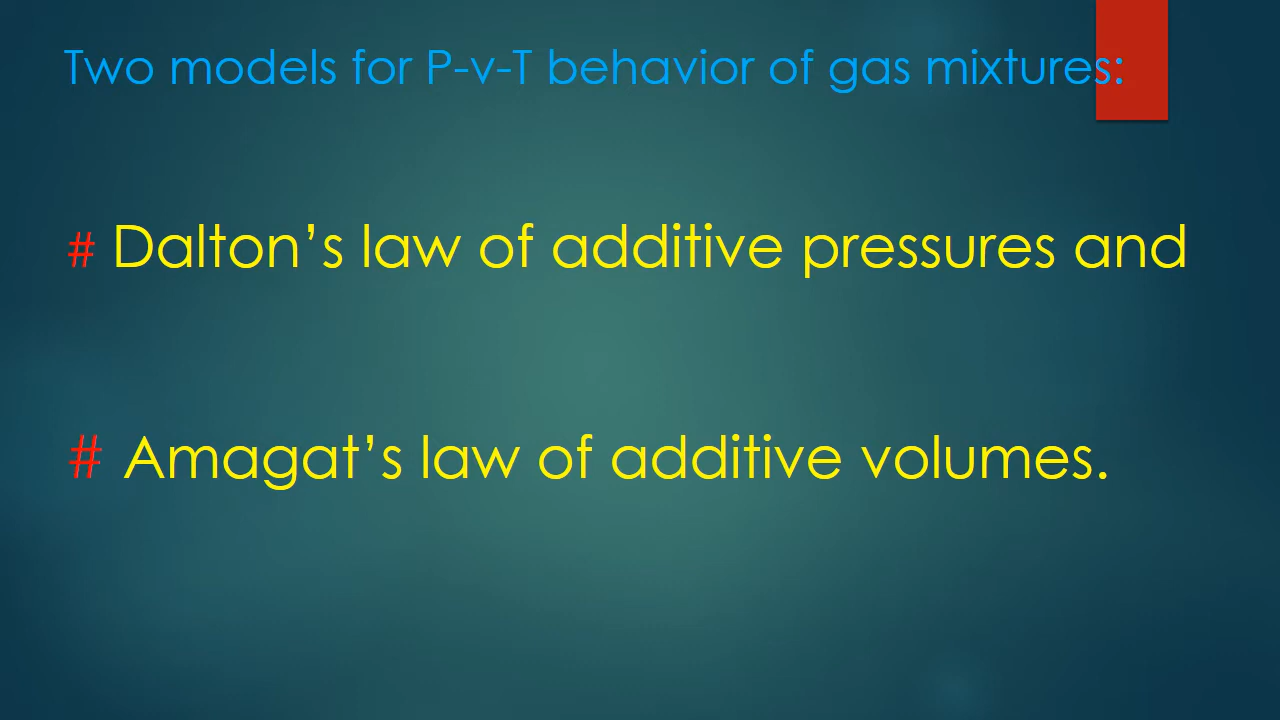 Two models for P-v-T behavior of gas mixtures:
# Dalton’s law of additive pressures and
# Amagat’s law of additive volumes.